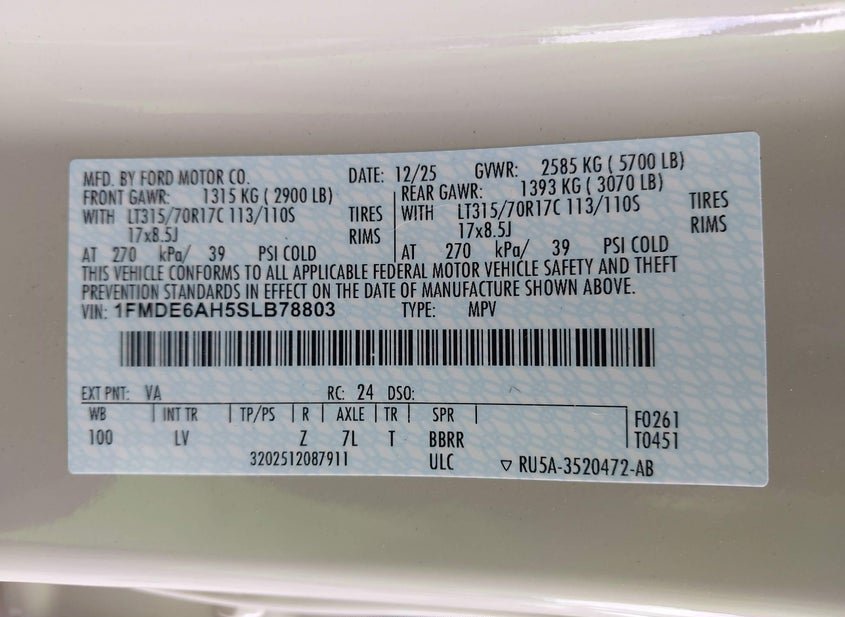 MFD. BY FORD MOTOR CO. DATE: 12/25 GVWR: 2585 KG ( 5700 LB)
FRONT GAWR: 1315 KG ( 2900 LB) REAR GAWR: 1393 KG ( 3070 LB)
WITH LT315/70R17C 113/110S TIRES WITH LT315/70R17C 113/110S TIRES
17x8.5J RIMS 17x8.5J RIMS
AT 270 kPa/ 39 PSI COLD AT 270 kPa/ 39 PSI COLD
THIS VEHICLE CONFORMS TO ALL APPLICABLE FEDERAL MOTOR VEHICLE SAFETY AND THEFT
PREVENTION STANDARDS IN EFFECT ON THE DATE OF MANUFACTURE SHOWN ABOVE.
VIN: 1FMDE6AH5SLB78803 TYPE: MPV
EXT PNT: VA RC: 24 DSO:
WB INT TR TP/PS R AXLE TR SPR F0261
100 LV Z 7L T BBRR T0451
3202512087911 ULC ▽ RU5A-3520472-AB